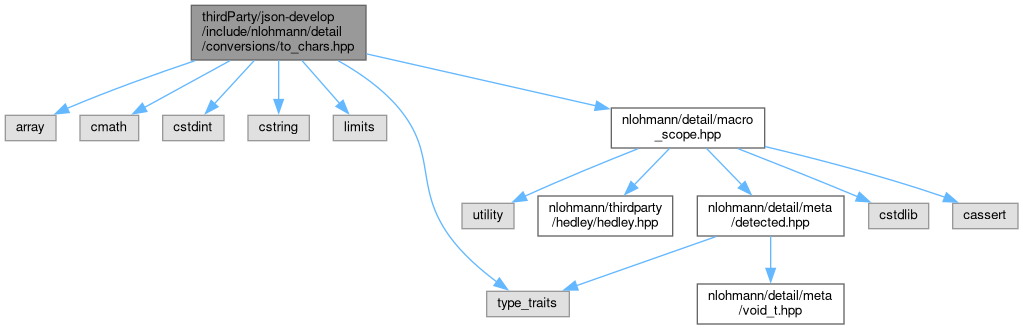 thirdParty/json-develop
/include/nlohmann/detail
/conversions/to_chars.hpp
array
cmath
cstdint
cstring
limits
nlohmann/detail/macro
_scope.hpp
utility
nlohmann/thirdparty
/hedley/hedley.hpp
nlohmann/detail/meta
/detected.hpp
cstdlib
cassert
type_traits
nlohmann/detail/meta
/void_t.hpp